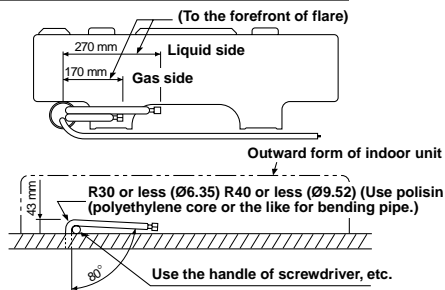 (To the forefront of flare)
270 mm
Liquid side
170 mm
Gas side
Outward form of indoor unit
43 mm
R30 or less (Ø6.35) R40 or less (Ø9.52) (Use polisin
(polyethylene core or the like for bending pipe.)
80°
Use the handle of screwdriver, etc.